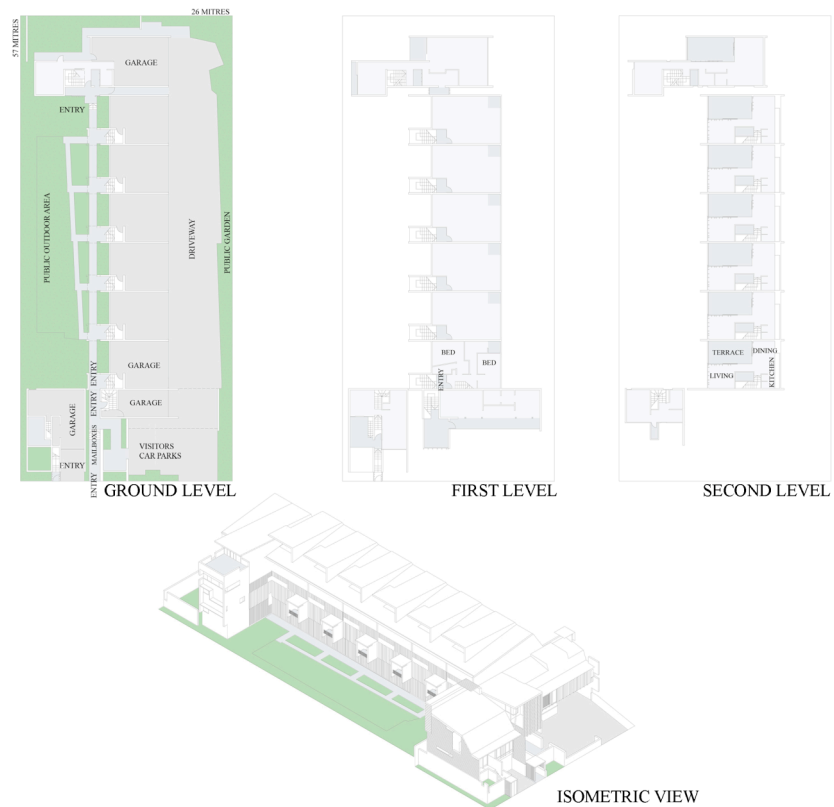 26 MITRES
57 MITRES
GARAGE
ENTRY
PUBLIC OUTDOOR AREA
DRIVEWAY
PUBLIC GARDEN
ENTRY
GARAGE
ENTRY
GARAGE
GARAGE
MAILBOXES
VISITORS
CAR PARKS
ENTRY
ENTRY
GROUND LEVEL
BED
BED
ENTRY
FIRST LEVEL
TERRACE
DINING
LIVING
KITCHEN
SECOND LEVEL
ISOMETRIC VIEW